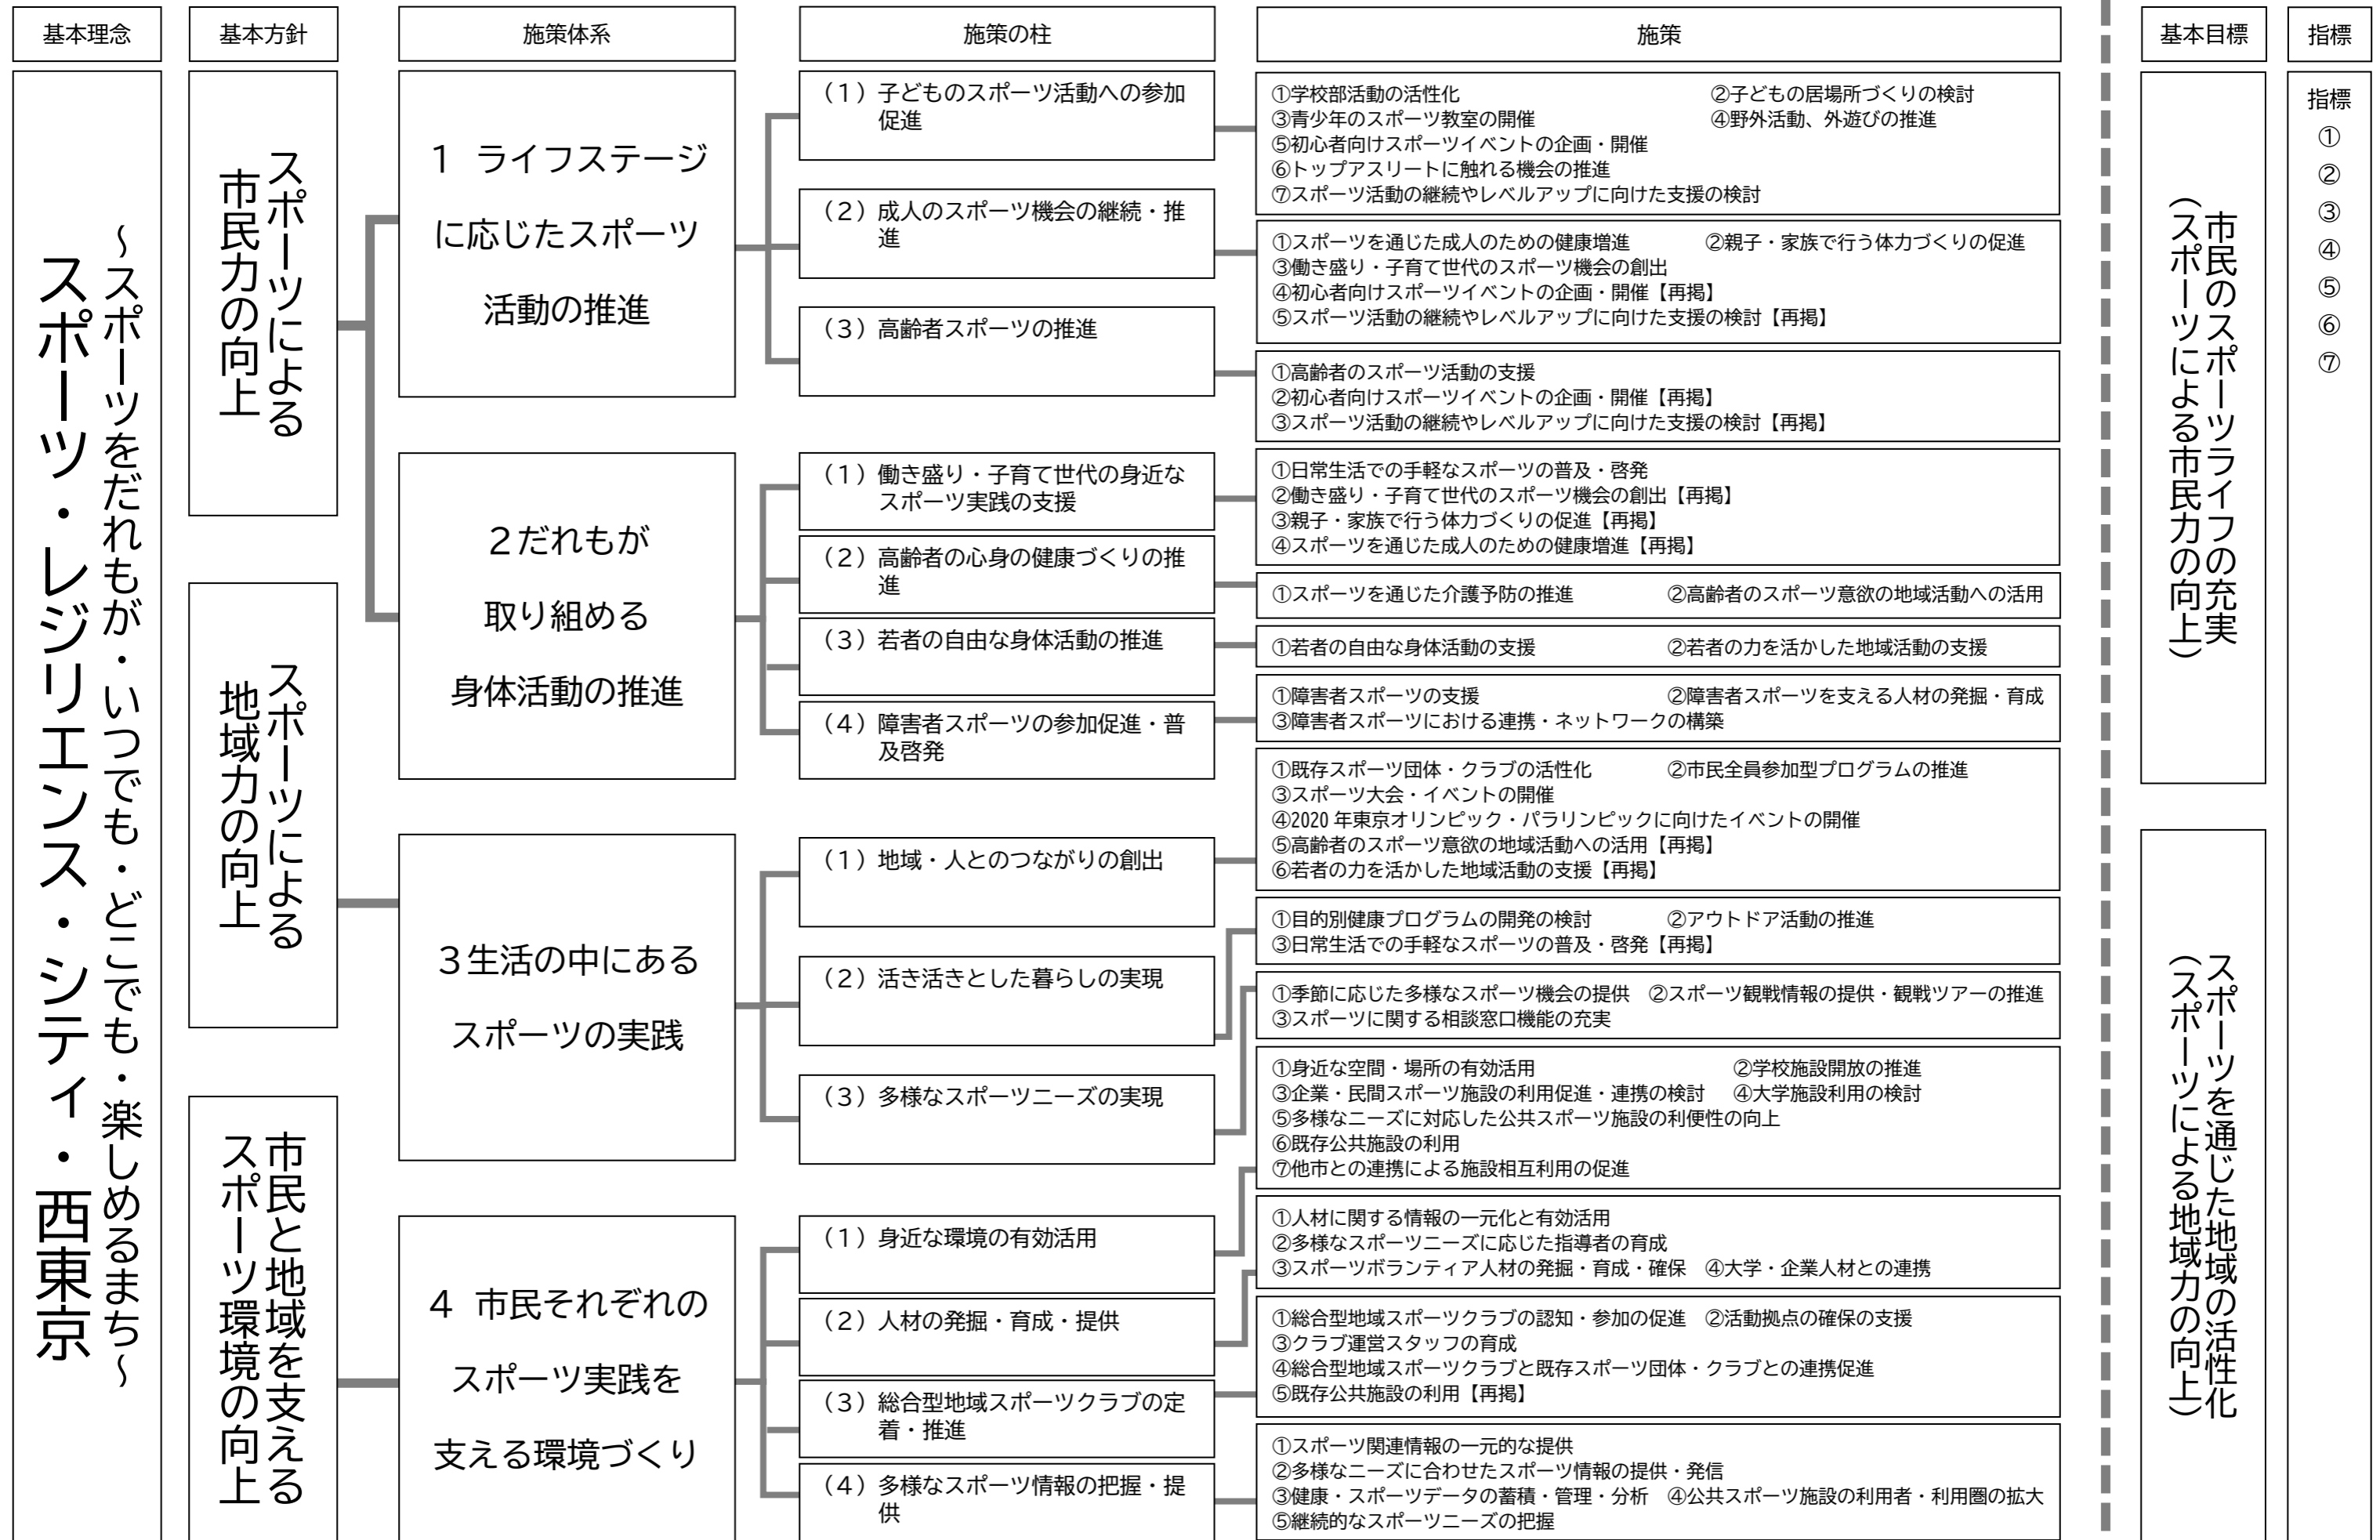 基本理念
基本方針
施策体系
施策の柱
施策
基本目標
指標
～スポーツをだれもが・いつでも・どこでも・楽しめるまち～
スポーツ・レジリエンス・シティ・西東京
スポーツによる
市民力の向上
スポーツによる
地域力の向上
市民と地域を支える
スポーツ環境の向上
1 ライフステージ
に応じたスポーツ
活動の推進
（1）子どものスポーツ活動への参加
促進
①学校部活動の活性化 ②子どもの居場所づくりの検討
③青少年のスポーツ教室の開催 ④野外活動、外遊びの推進
⑤初心者向けスポーツイベントの企画・開催
⑥トップアスリートに触れる機会の推進
⑦スポーツ活動の継続やレベルアップに向けた支援の検討
（2）成人のスポーツ機会の継続・推
進
①スポーツを通じた成人のための健康増進 ②親子・家族で行う体力づくりの促進
③働き盛り・子育て世代のスポーツ機会の創出
④初心者向けスポーツイベントの企画・開催【再掲】
⑤スポーツ活動の継続やレベルアップに向けた支援の検討【再掲】
（3）高齢者スポーツの推進
①高齢者のスポーツ活動の支援
②初心者向けスポーツイベントの企画・開催【再掲】
③スポーツ活動の継続やレベルアップに向けた支援の検討【再掲】
2だれもが
取り組める
身体活動の推進
（1）働き盛り・子育て世代の身近な
スポーツ実践の支援
①日常生活での手軽なスポーツの普及・啓発
②働き盛り・子育て世代のスポーツ機会の創出【再掲】
③親子・家族で行う体力づくりの促進【再掲】
④スポーツを通じた成人のための健康増進【再掲】
（2）高齢者の心身の健康づくりの推
進
①スポーツを通じた介護予防の推進 ②高齢者のスポーツ意欲の地域活動への活用
（3）若者の自由な身体活動の推進
①若者の自由な身体活動の支援 ②若者の力を活かした地域活動の支援
（4）障害者スポーツの参加促進・普
及啓発
①障害者スポーツの支援 ②障害者スポーツを支える人材の発掘・育成
③障害者スポーツにおける連携・ネットワークの構築
3生活の中にある
スポーツの実践
（1）地域・人とのつながりの創出
①既存スポーツ団体・クラブの活性化 ②市民全員参加型プログラムの推進
③スポーツ大会・イベントの開催
④2020年東京オリンピック・パラリンピックに向けたイベントの開催
⑤高齢者のスポーツ意欲の地域活動への活用【再掲】
⑥若者の力を活かした地域活動の支援【再掲】
（2）活き活きとした暮らしの実現
①目的別健康プログラムの開発の検討 ②アウトドア活動の推進
③日常生活での手軽なスポーツの普及・啓発【再掲】
（3）多様なスポーツニーズの実現
①季節に応じた多様なスポーツ機会の提供 ②スポーツ観戦情報の提供・観戦ツアーの推進
③スポーツに関する相談窓口機能の充実
4 市民それぞれの
スポーツ実践を
支える環境づくり
（1）身近な環境の有効活用
①身近な空間・場所の有効活用 ②学校施設開放の推進
③企業・民間スポーツ施設の利用促進・連携の検討 ④大学施設利用の検討
⑤多様なニーズに対応した公共スポーツ施設の利便性の向上
⑥既存公共施設の利用
⑦他市との連携による施設相互利用の促進
（2）人材の発掘・育成・提供
①人材に関する情報の一元化と有効活用
②多様なスポーツニーズに応じた指導者の育成
③スポーツボランティア人材の発掘・育成・確保 ④大学・企業人材との連携
（3）総合型地域スポーツクラブの定
着・推進
①総合型地域スポーツクラブの認知・参加の促進 ②活動拠点の確保の支援
③クラブ運営スタッフの育成
④総合型地域スポーツクラブと既存スポーツ団体・クラブとの連携促進
⑤既存公共施設の利用【再掲】
（4）多様なスポーツ情報の把握・提
供
①スポーツ関連情報の一元的な提供
②多様なニーズに合わせたスポーツ情報の提供・発信
③健康・スポーツデータの蓄積・管理・分析 ④公共スポーツ施設の利用者・利用圏の拡大
⑤継続的なスポーツニーズの把握
市民のスポーツライフの充実
（スポーツによる市民力の向上）
スポーツを通じた地域の活性化
（スポーツによる地域力の向上）
指標
①
②
③
④
⑤
⑥
⑦